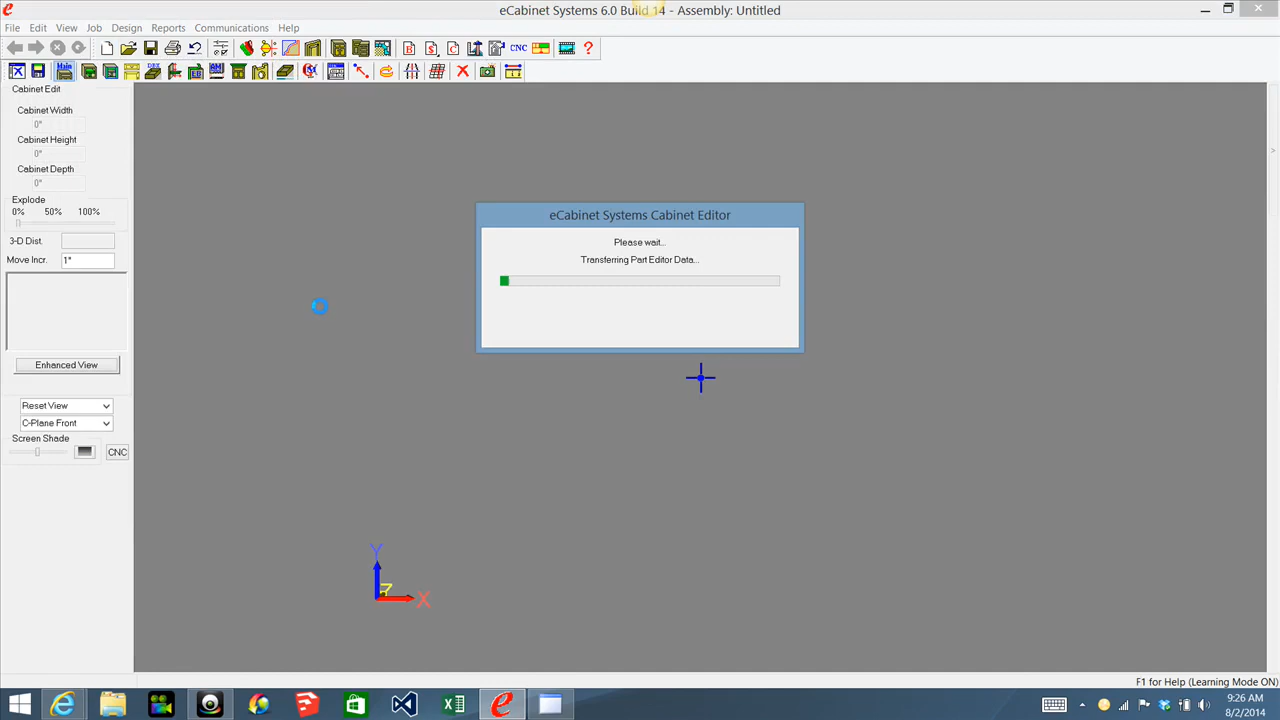 eCabinet Systems 6.0 Build 14 - Assembly: Untitled
File Edit View Job Design Reports Communications Help
CNC
Main
Cabinet Edit
Cabinet Width
0"
Cabinet Height
0"
Cabinet Depth
0"
Explode
0% 50% 100%
3-D Dist.
Move Incr. 1"
Enhanced View
Reset View
C-Plane Front
Screen Shade
CNC
eCabinet Systems Cabinet Editor
Please wait...
Transferring Part Editor Data...
Y
X
F1 for Help (Learning Mode ON)
9:26 AM
8/2/2014